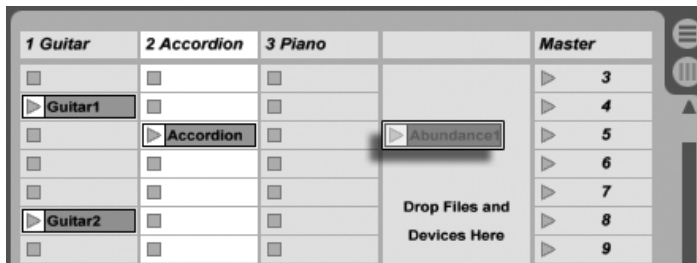 1 Guitar 2 Accordion 3 Piano Master
3
Guitar1 4
Accordion Abundance1 5
6
7
Guitar2 8
9
Drop Files and
Devices Here